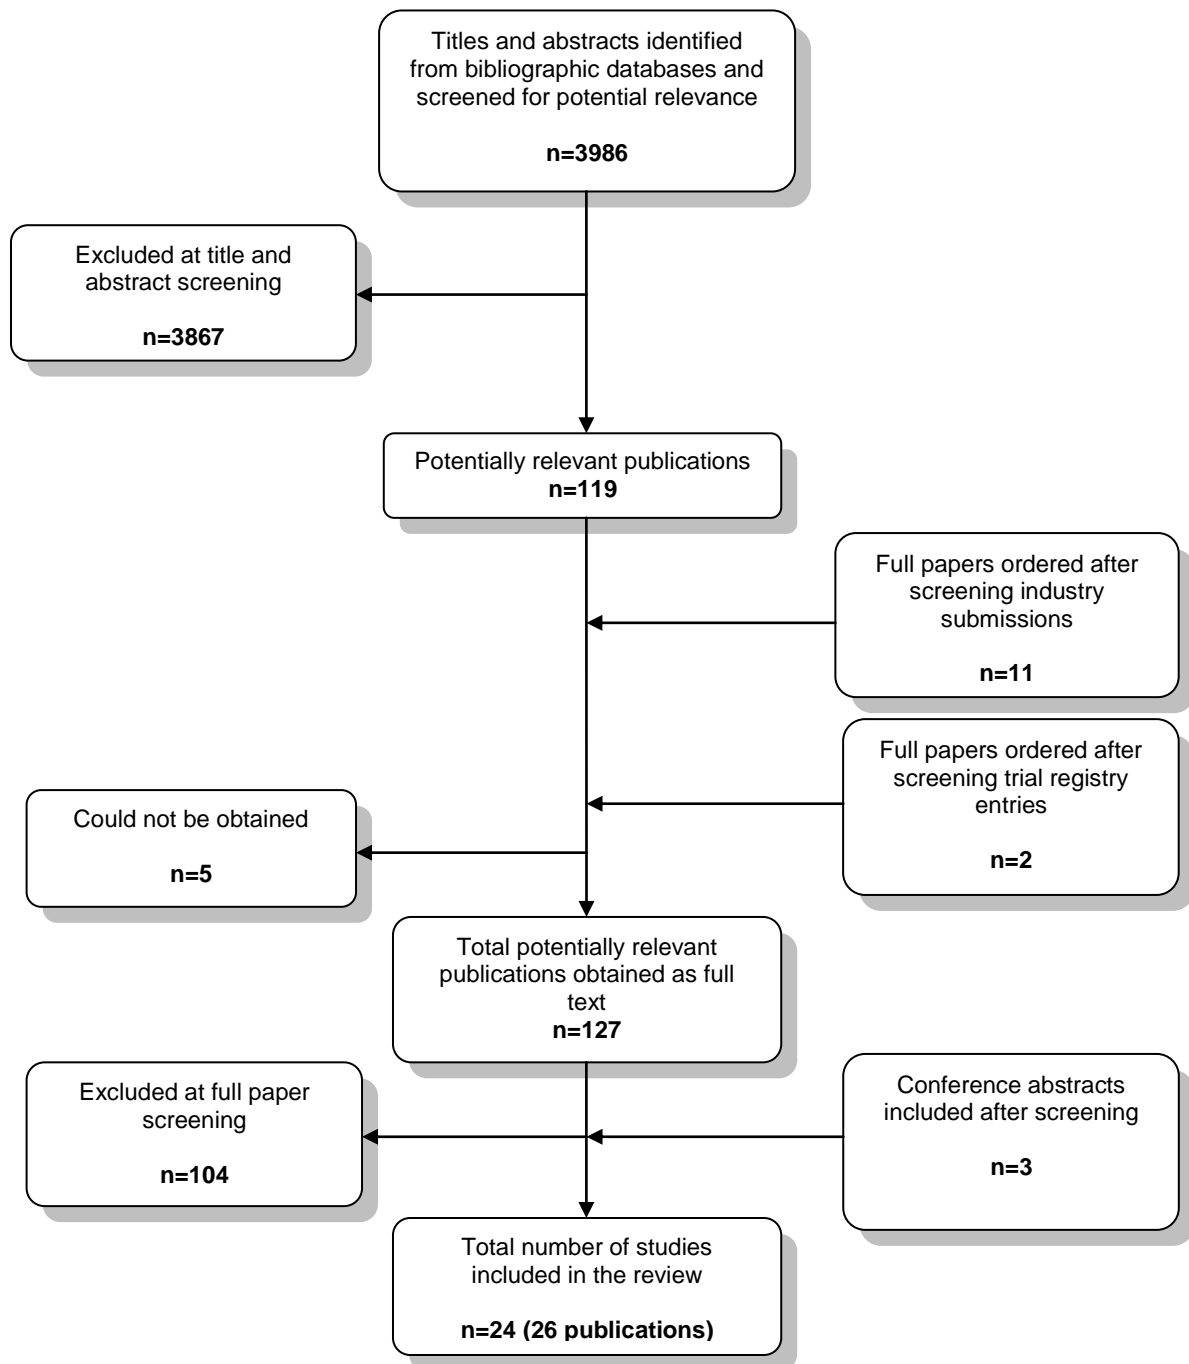 Titles and abstracts identified
from bibliographic databases and
screened for potential relevance
n=3986
Excluded at title and
abstract screening
n=3867
Potentially relevant publications
n=119
Full papers ordered after
screening industry
submissions
n=11
Full papers ordered after
screening trial registry
entries
n=2
Could not be obtained
n=5
Total potentially relevant
publications obtained as full
text
n=127
Excluded at full paper
screening
n=104
Conference abstracts
included after screening
n=3
Total number of studies
included in the review
n=24 (26 publications)